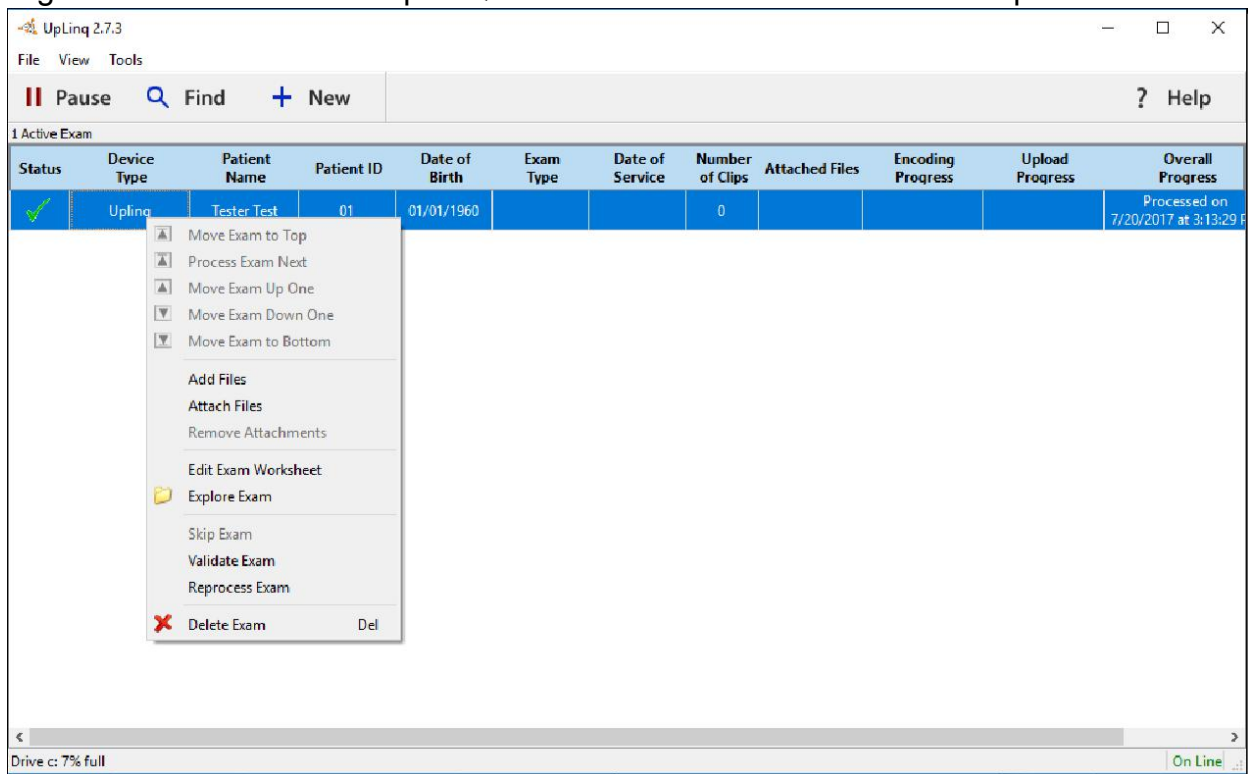 UpLinq 2.7.3
File View Tools
Pause Find New ? Help
1 Active Exam
Status Device Type Patient Name Patient ID Date of Birth Exam Type Date of Service Number of Clips Attached Files Encoding Progress Upload Progress Overall Progress
Uplinq Tester Test 01 01/01/1960 0 Processed on
7/20/2017 at 3:13:29
Move Exam to Top
Process Exam Next
Move Exam Up One
Move Exam Down One
Move Exam to Bottom
Add Files
Attach Files
Remove Attachments
Edit Exam Worksheet
Explore Exam
Skip Exam
Validate Exam
Reprocess Exam
Delete Exam Del
Drive c: 7% full On Line